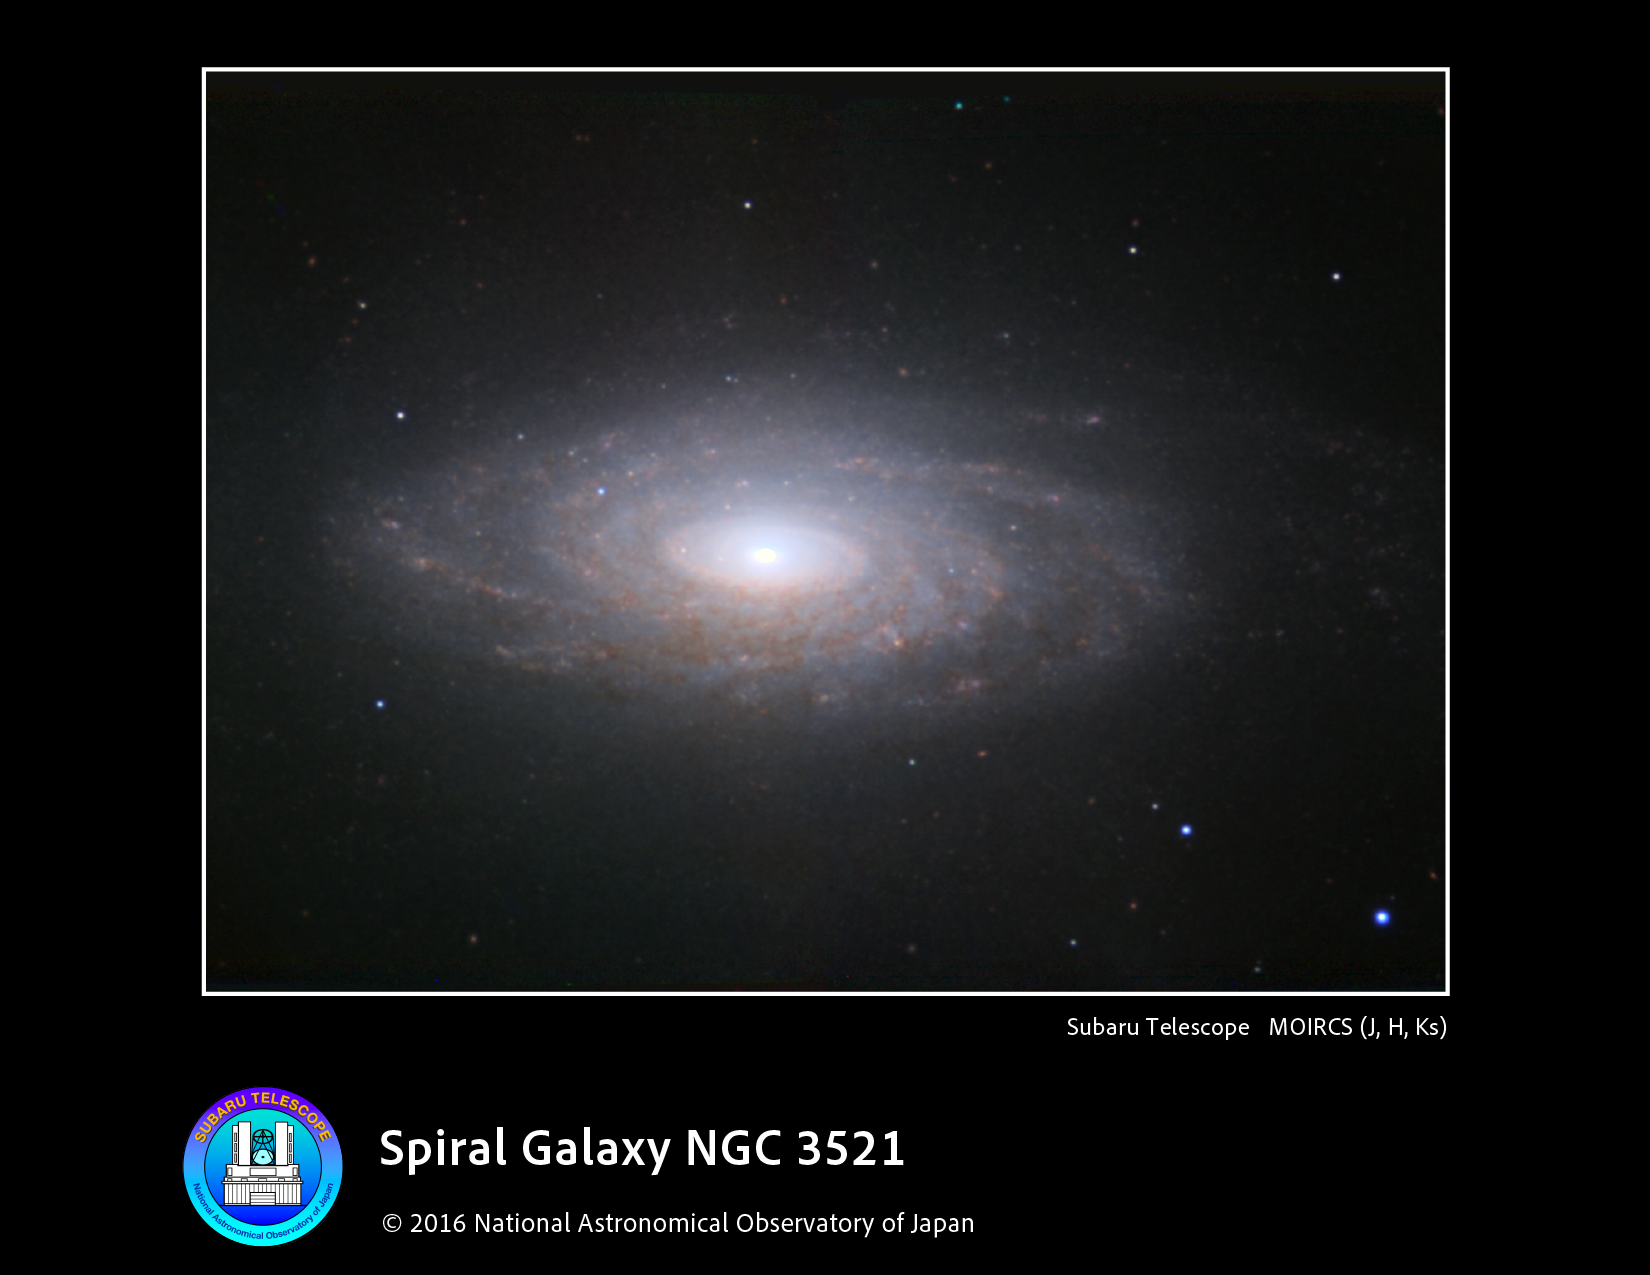 Subaru Telescope MOIRCS (J, H, Ks)
SUBARU TELESCOPE
National Astronomical Observatory of Japan
Spiral Galaxy NGC 3521
© 2016 National Astronomical Observatory of Japan